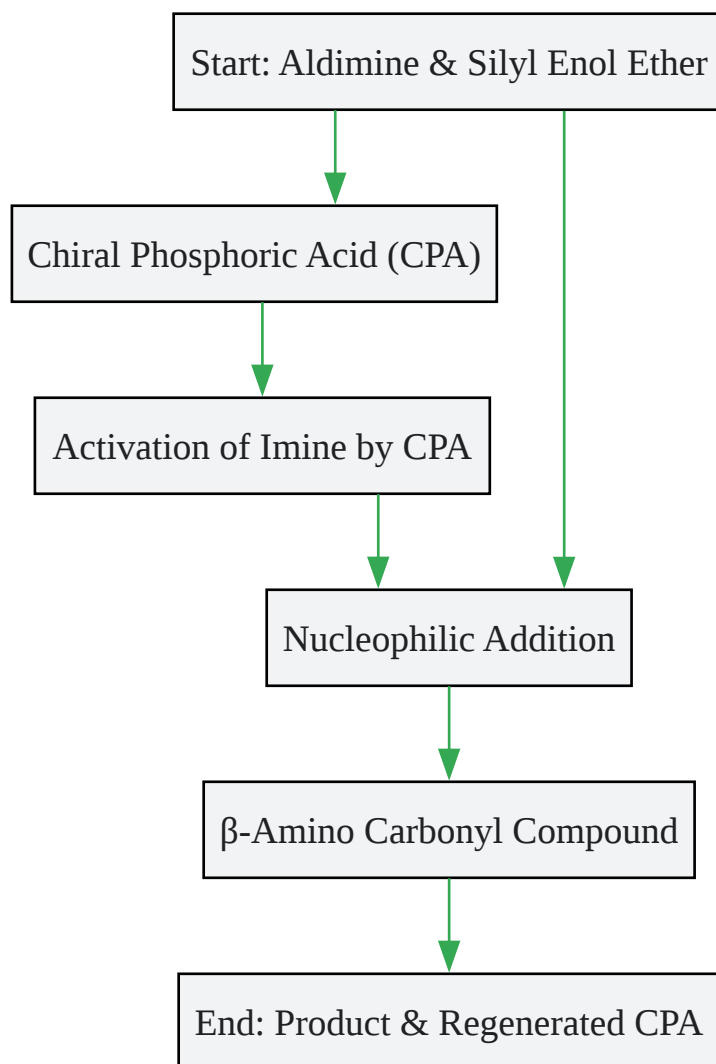 Start: Aldimine & Silyl Enol Ether
Chiral Phosphoric Acid (CPA)
Activation of Imine by CPA
Nucleophilic Addition
β-Amino Carbonyl Compound
End: Product & Regenerated CPA